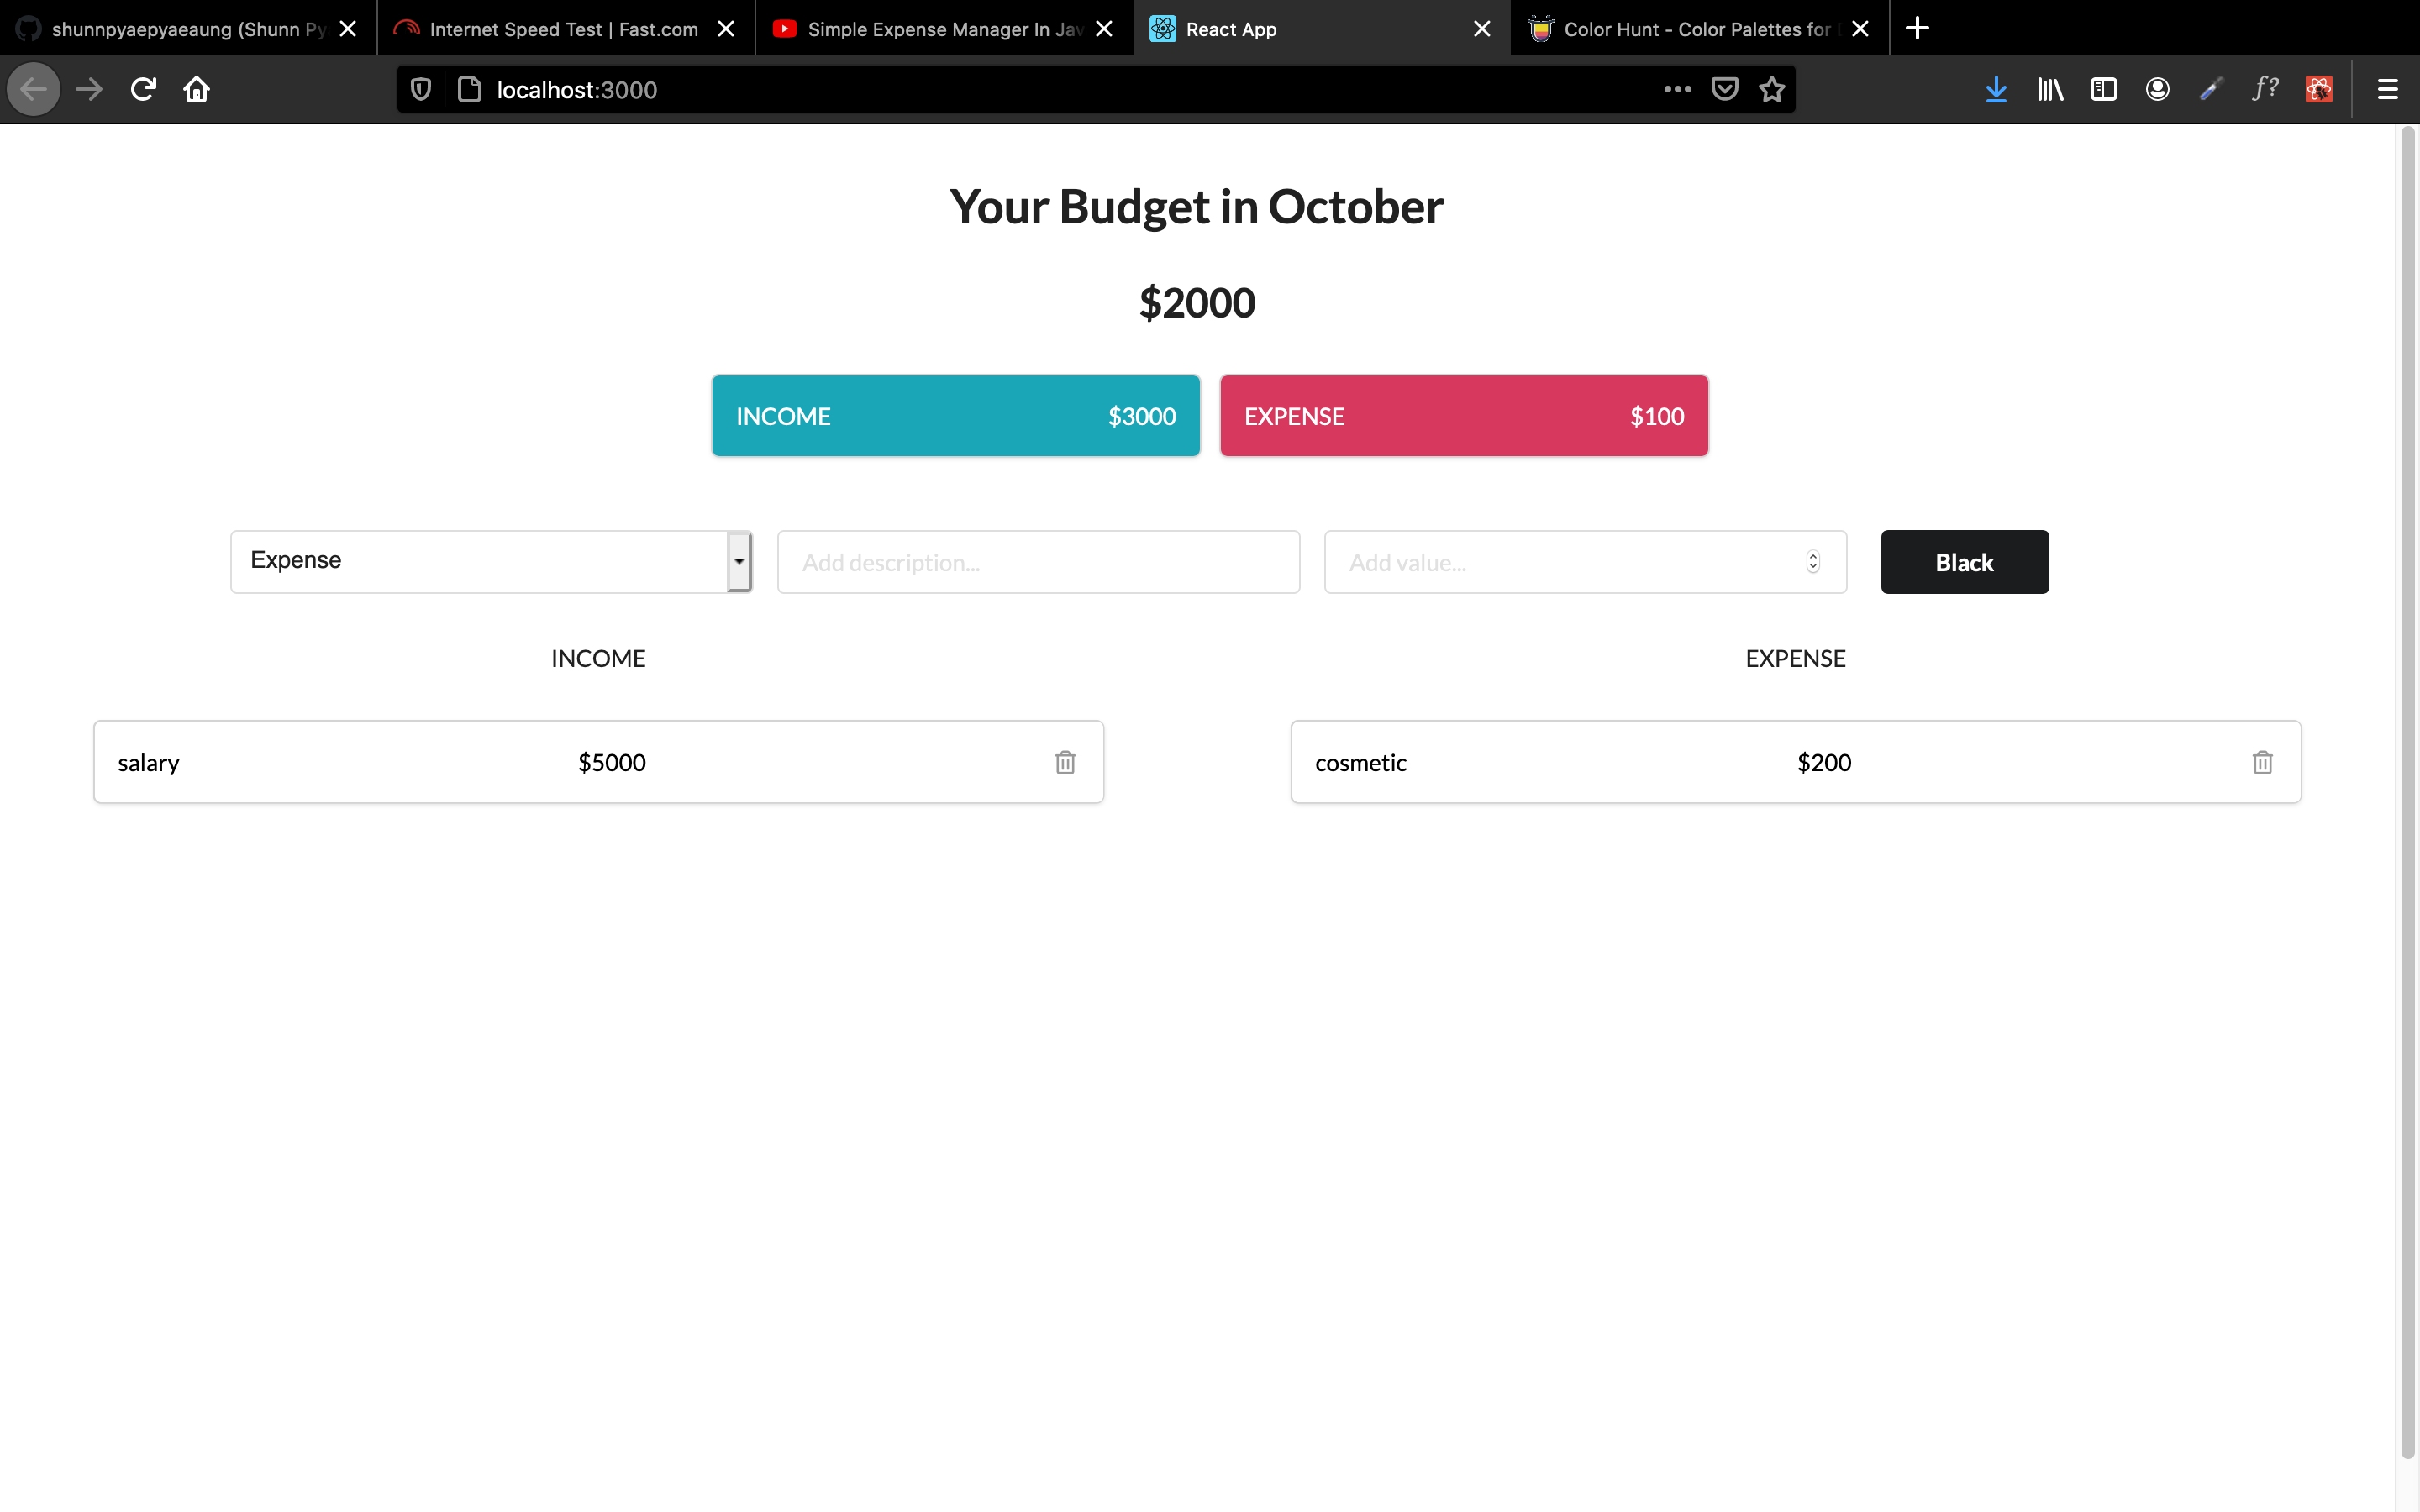 shunnpyaepyaeaung (Shunn Py
Internet Speed Test | Fast.com
Simple Expense Manager In Jav
React App
Color Hunt - Color Palettes for
localhost:3000
f?
Your Budget in October
$2000
INCOME $3000
EXPENSE $100
Expense
Add description...
Add value...
Black
INCOME
EXPENSE
salary $5000
cosmetic $200